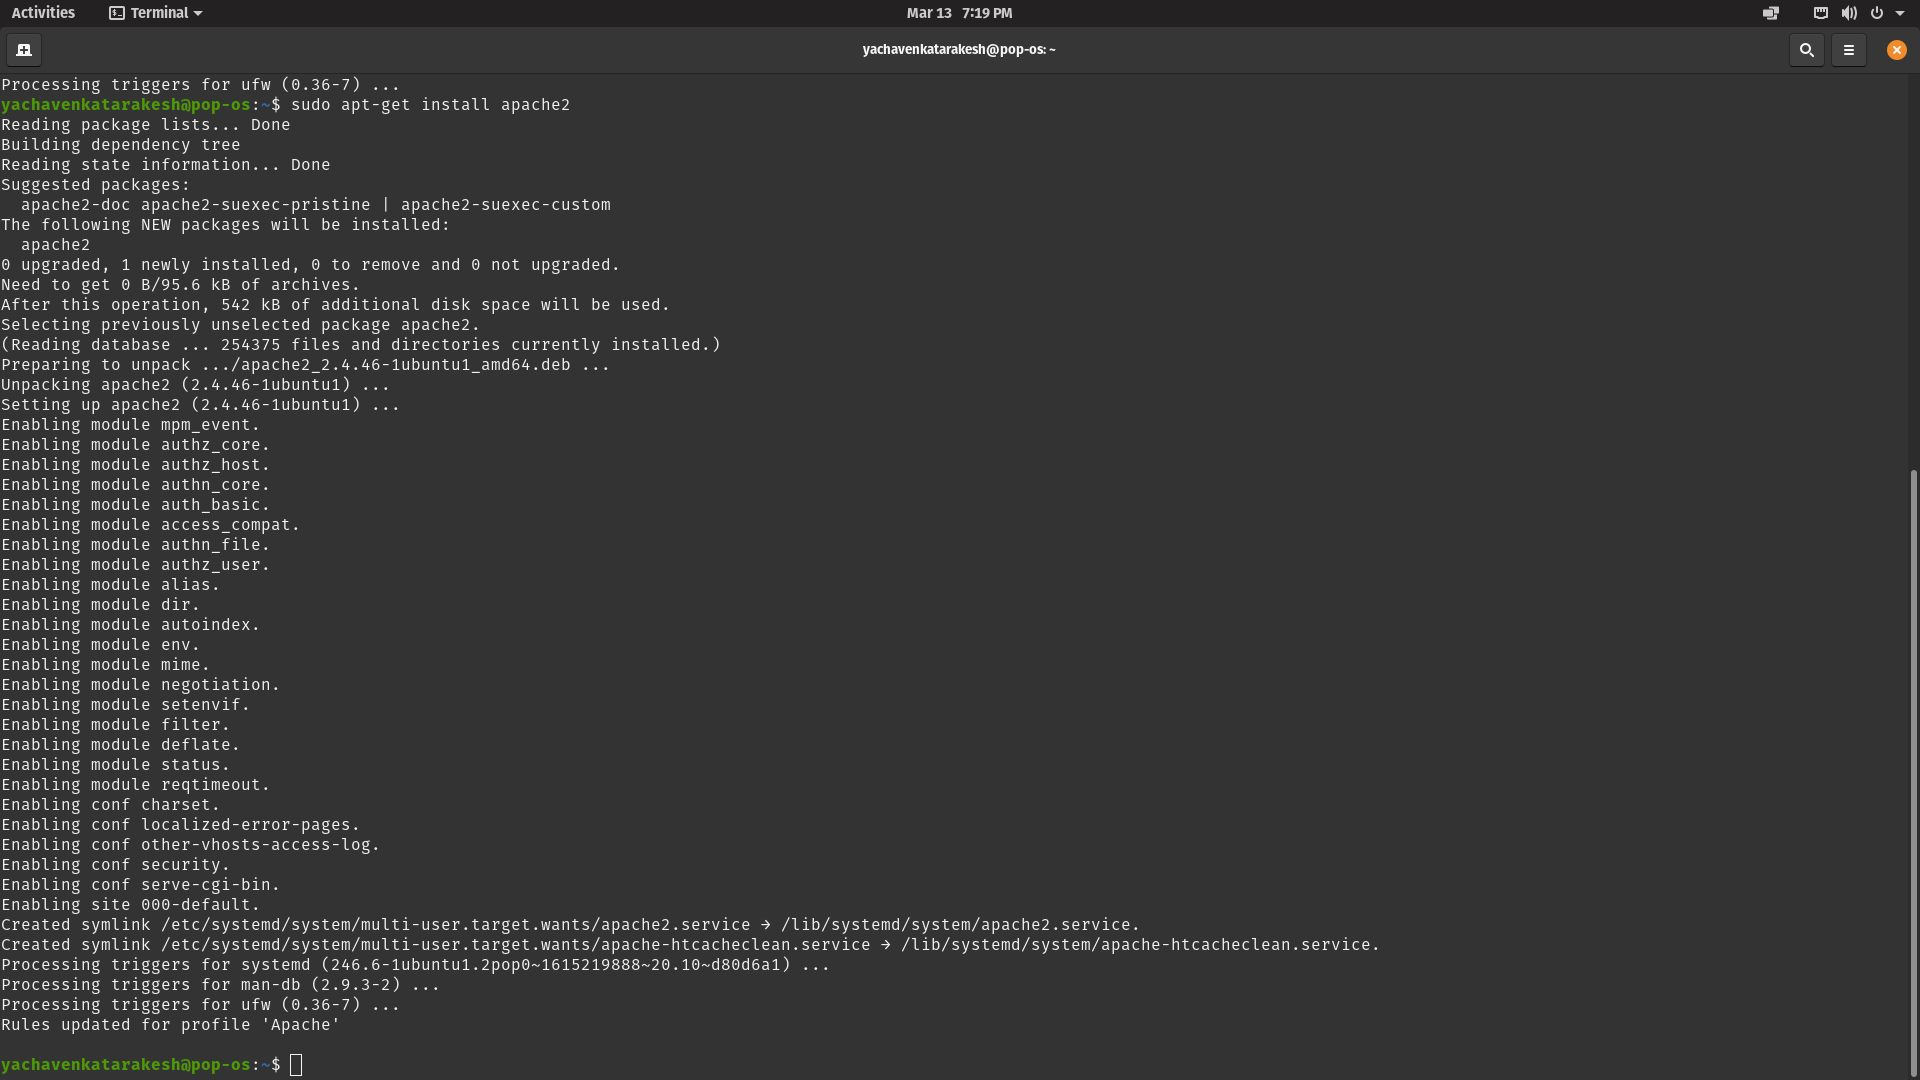 Activities Terminal Mar 13 7:19 PM
yachavenkatarakesh@pop-os: ~
Processing triggers for ufw (0.36-7) ...
yachavenkatarakesh@pop-os:~$ sudo apt-get install apache2
Reading package lists... Done
Building dependency tree
Reading state information... Done
Suggested packages:
  apache2-doc apache2-suexec-pristine | apache2-suexec-custom
The following NEW packages will be installed:
  apache2
0 upgraded, 1 newly installed, 0 to remove and 0 not upgraded.
Need to get 0 B/95.6 kB of archives.
After this operation, 542 kB of additional disk space will be used.
Selecting previously unselected package apache2.
(Reading database ... 254375 files and directories currently installed.)
Preparing to unpack .../apache2_2.4.46-1ubuntu1_amd64.deb ...
Unpacking apache2 (2.4.46-1ubuntu1) ...
Setting up apache2 (2.4.46-1ubuntu1) ...
Enabling module mpm_event.
Enabling module authz_core.
Enabling module authz_host.
Enabling module authn_core.
Enabling module auth_basic.
Enabling module access_compat.
Enabling module authn_file.
Enabling module authz_user.
Enabling module alias.
Enabling module dir.
Enabling module autoindex.
Enabling module env.
Enabling module mime.
Enabling module negotiation.
Enabling module setenvif.
Enabling module filter.
Enabling module deflate.
Enabling module status.
Enabling module reqtimeout.
Enabling conf charset.
Enabling conf localized-error-pages.
Enabling conf other-vhosts-access-log.
Enabling conf security.
Enabling conf serve-cgi-bin.
Enabling site 000-default.
Created symlink /etc/systemd/system/multi-user.target.wants/apache2.service → /lib/systemd/system/apache2.service.
Created symlink /etc/systemd/system/multi-user.target.wants/apache-htcacheclean.service → /lib/systemd/system/apache-htcacheclean.service.
Processing triggers for systemd (246.6-1ubuntu1.2pop0~1615219888~20.10~d80d6a1) ...
Processing triggers for man-db (2.9.3-2) ...
Processing triggers for ufw (0.36-7) ...
Rules updated for profile 'Apache'
yachavenkatarakesh@pop-os:~$